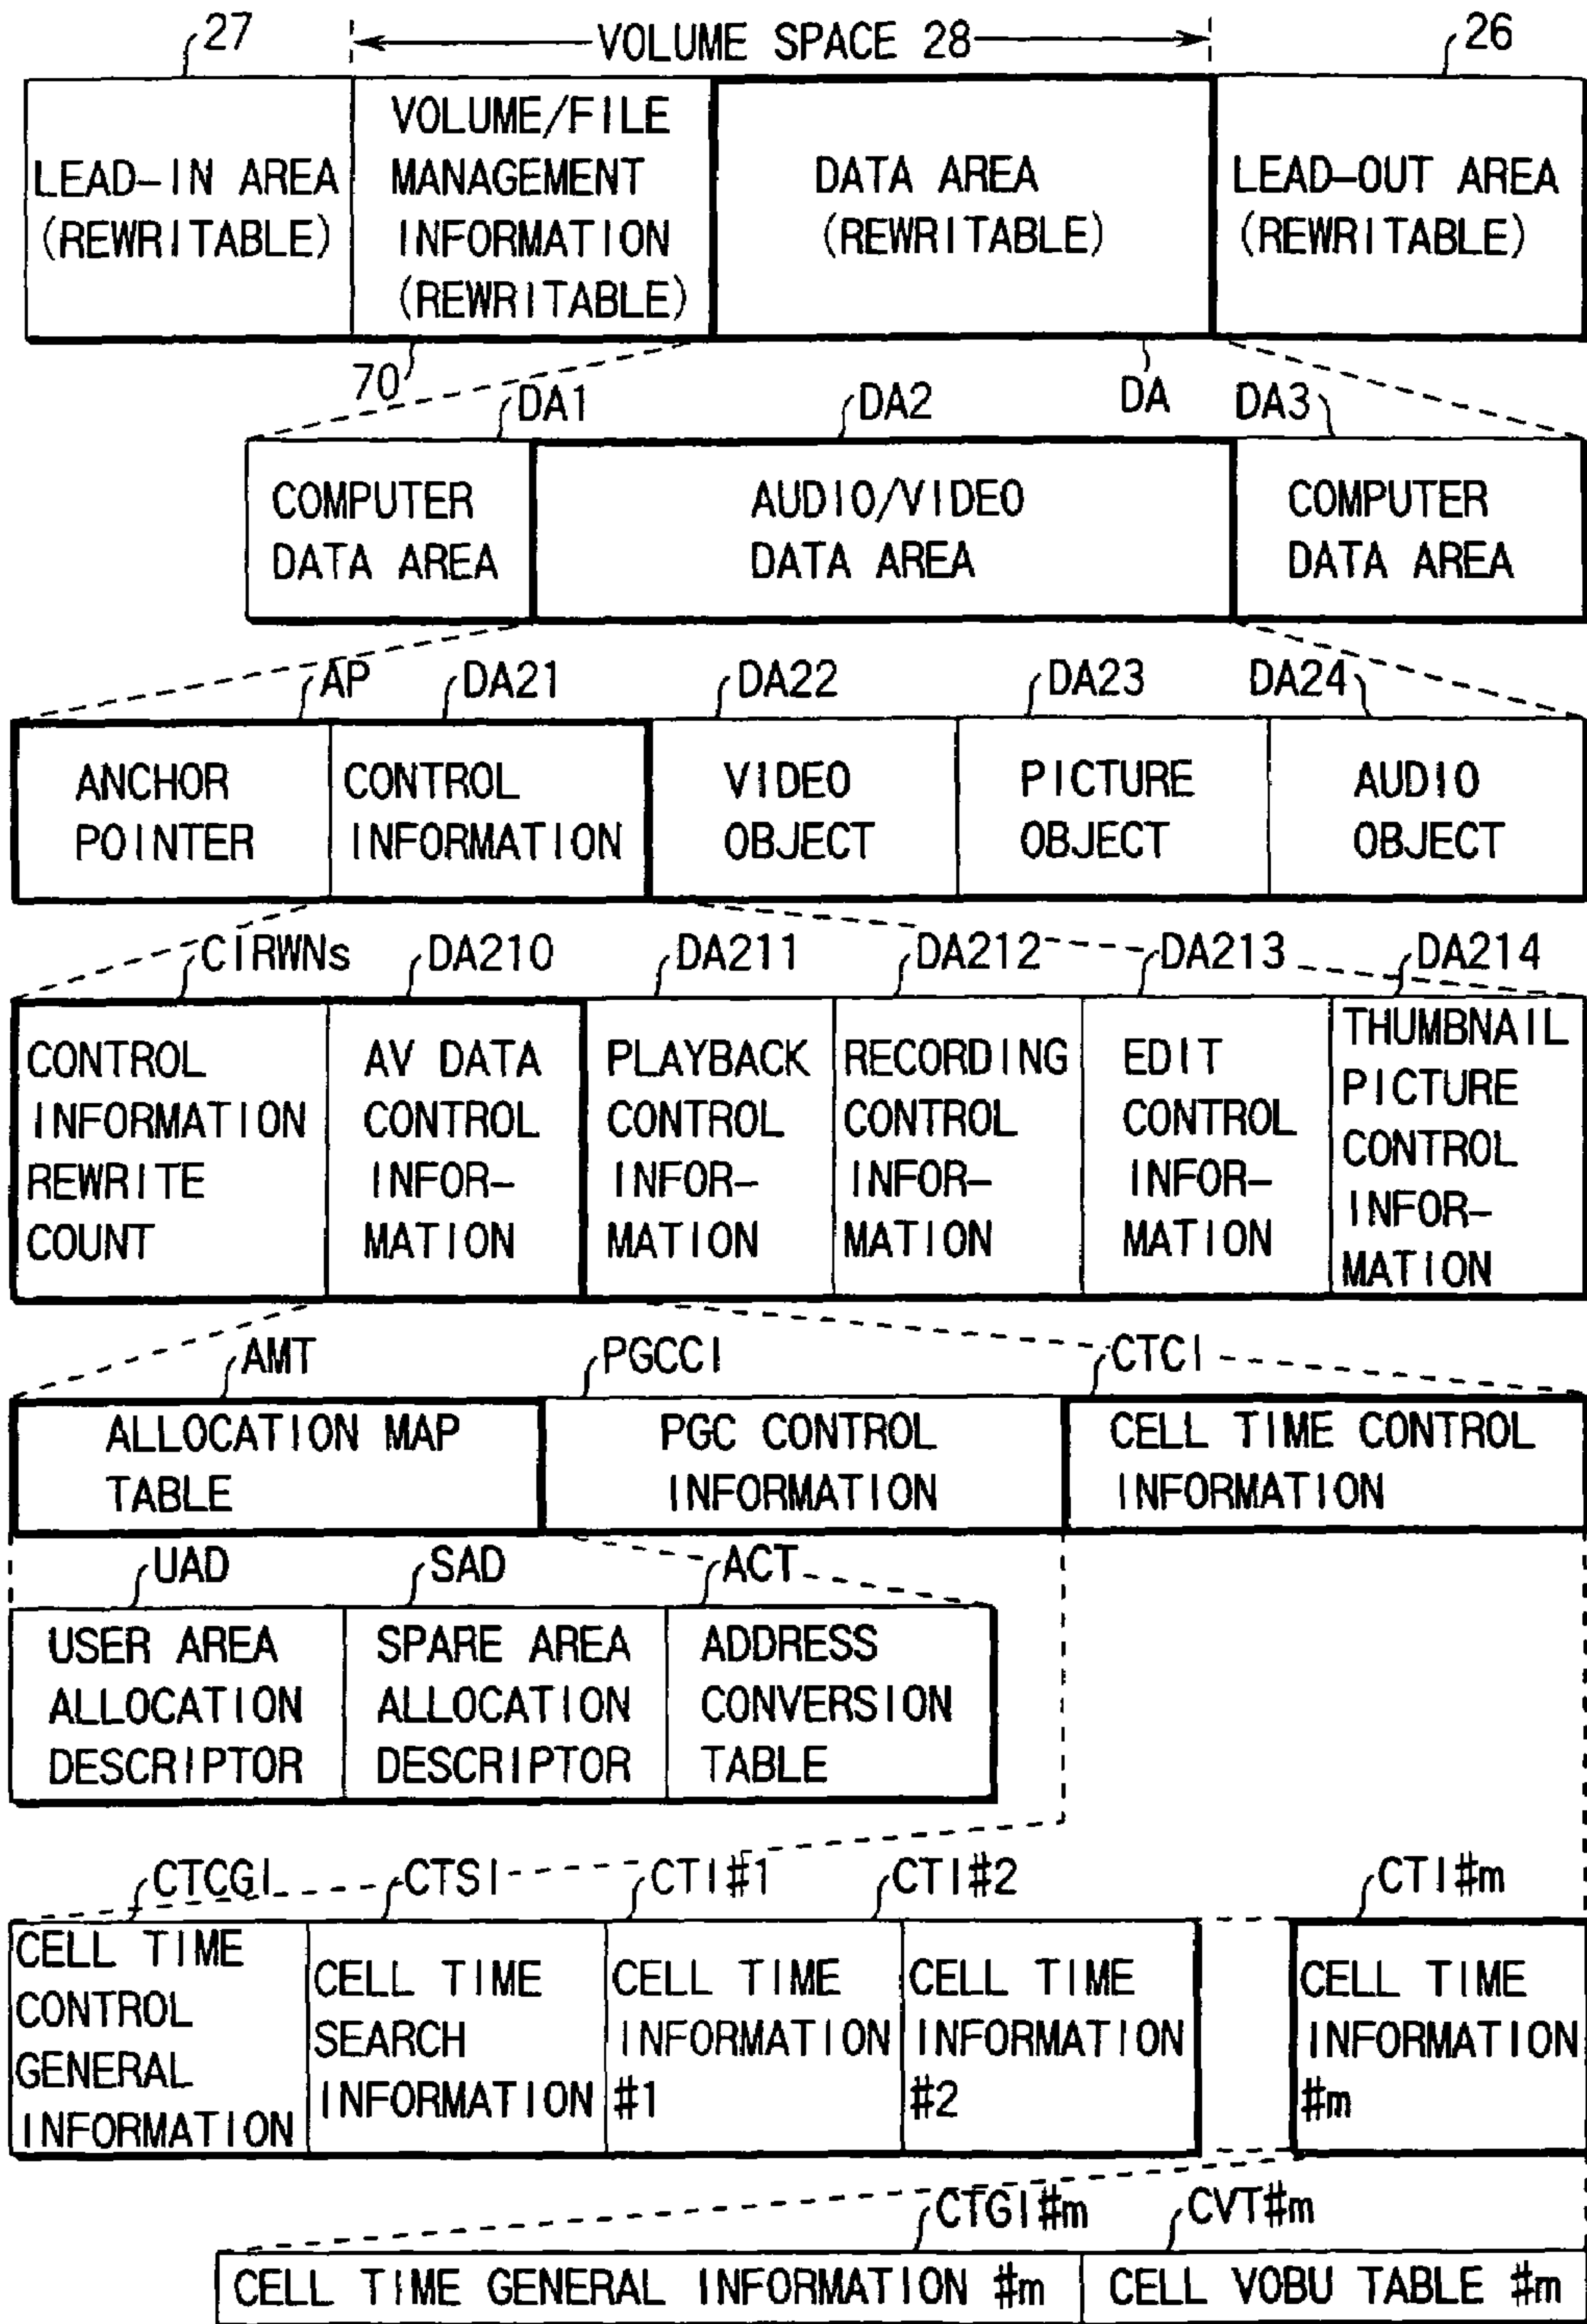 27
VOLUME SPACE 28
26
LEAD-IN AREA
(REWRITABLE)
VOLUME/FILE
MANAGEMENT
INFORMATION
(REWRITABLE)
DATA AREA
(REWRITABLE)
LEAD-OUT AREA
(REWRITABLE)
70
DA1
DA2
DA
DA3
COMPUTER
DATA AREA
AUDIO/VIDEO
DATA AREA
COMPUTER
DATA AREA
AP
DA21
DA22
DA23
DA24
ANCHOR
POINTER
CONTROL
INFORMATION
VIDEO
OBJECT
PICTURE
OBJECT
AUDIO
OBJECT
CIRWNs
DA210
DA211
DA212
DA213
DA214
CONTROL
INFORMATION
REWRITE
COUNT
AV DATA
CONTROL
INFOR-
MATION
PLAYBACK
CONTROL
INFOR-
MATION
RECORDING
CONTROL
INFOR-
MATION
EDIT
CONTROL
INFOR-
MATION
THUMBNAIL
PICTURE
CONTROL
INFOR-
MATION
AMT
PGCCI
CTCI
ALLOCATION MAP
TABLE
PGC CONTROL
INFORMATION
CELL TIME CONTROL
INFORMATION
UAD
SAD
ACT
USER AREA
ALLOCATION
DESCRIPTOR
SPARE AREA
ALLOCATION
DESCRIPTOR
ADDRESS
CONVERSION
TABLE
CTCGI
CTSI
CTI#1
CTI#2
CTI#m
CELL TIME
CONTROL
GENERAL
INFORMATION
CELL TIME
SEARCH
INFORMATION
CELL TIME
INFORMATION
#1
CELL TIME
INFORMATION
#2
CELL TIME
INFORMATION
#m
CTGI#m
CVT#m
CELL TIME GENERAL INFORMATION #m
CELL VOBU TABLE #m